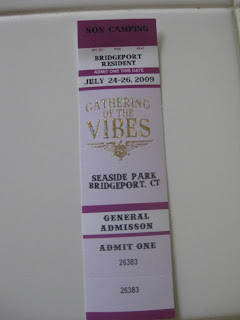 NON CAMPING
BRIDGEPORT
RESIDENT
ADMIT ONE THIS DATE
JULY 24-26, 2009
GATHERING
OF THE
VIBES
SEASIDE PARK
BRIDGEPORT, CT
GENERAL
ADMISSON
ADMIT ONE
26383
26383